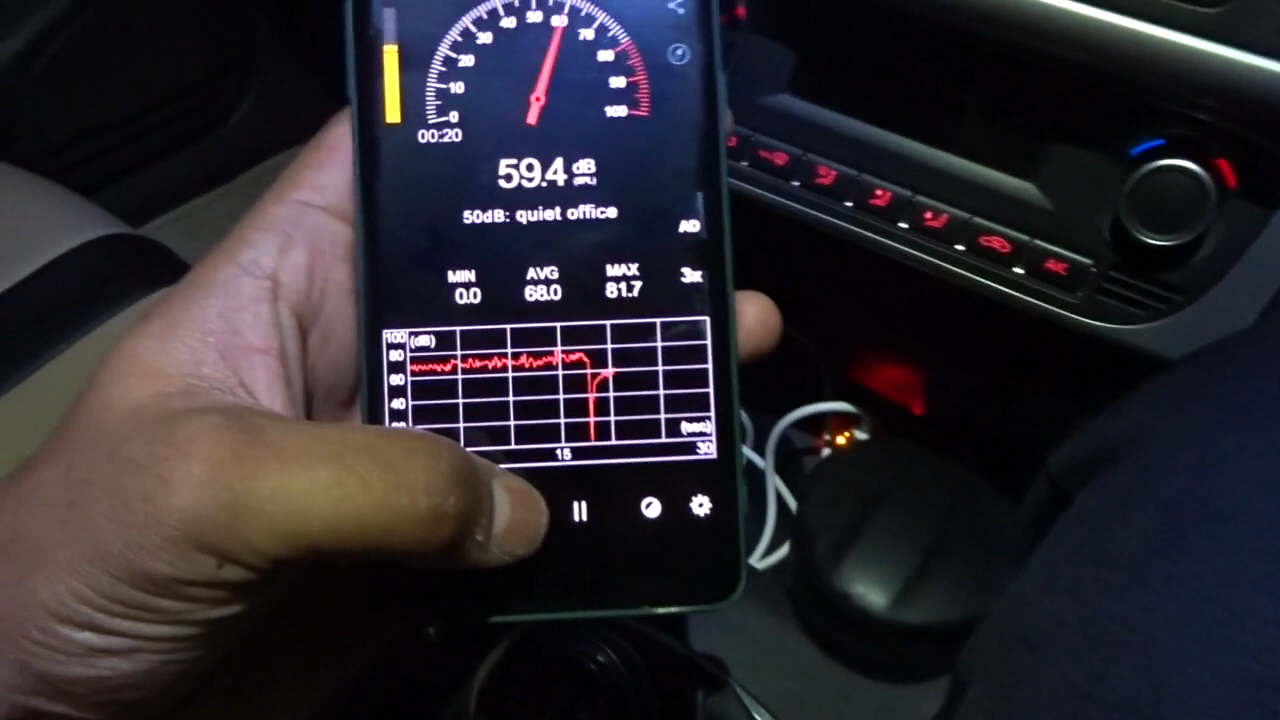 0 10 20 30 40 50 60 70 80 90 100
00:20
59.4 dB
(SPL)
50dB: quiet office
AD
MIN AVG MAX 3x
0.0 68.0 81.7
100 (dB)
80
60
40
(sec)
15 30
A/C